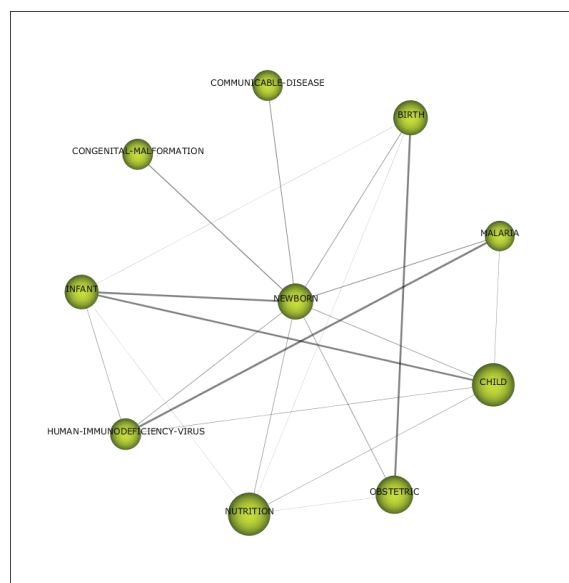 COMMUNICABLE-DISEASE
BIRTH
CONGENITAL-MALFORMATION
MALARIA
INFANT
NEWBORN
CHILD
HUMAN-IMMUNODEFICIENCY-VIRUS
OBSTETRIC
NUTRITION